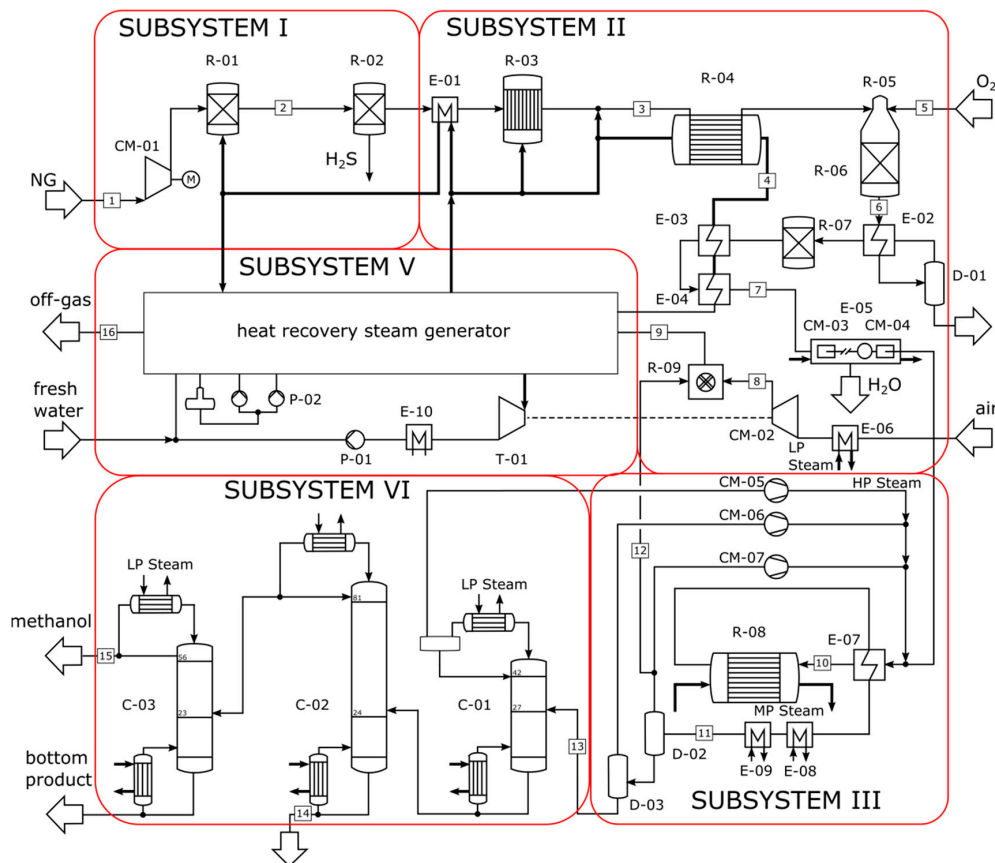 SUBSYSTEM I
SUBSYSTEM II
R-01
R-02
E-01
R-03
R-04
R-05
O₂
2
3
5
CM-01
M
H₂S
NG
1
4
R-06
6
E-03
R-07
E-02
SUBSYSTEM V
off-gas
16
heat recovery steam generator
E-04
7
D-01
9
E-05
CM-03
CM-04
R-09
8
H₂O
fresh
water
P-02
E-10
P-01
T-01
CM-02
LP
Steam
E-06
air
SUBSYSTEM VI
CM-05
HP Steam
CM-06
12
CM-07
LP Steam
LP Steam
methanol
15
56
81
42
R-08
E-07
10
C-03
23
C-02
24
C-01
27
13
MP Steam
11
D-02
E-09
E-08
bottom
product
14
D-03
SUBSYSTEM III